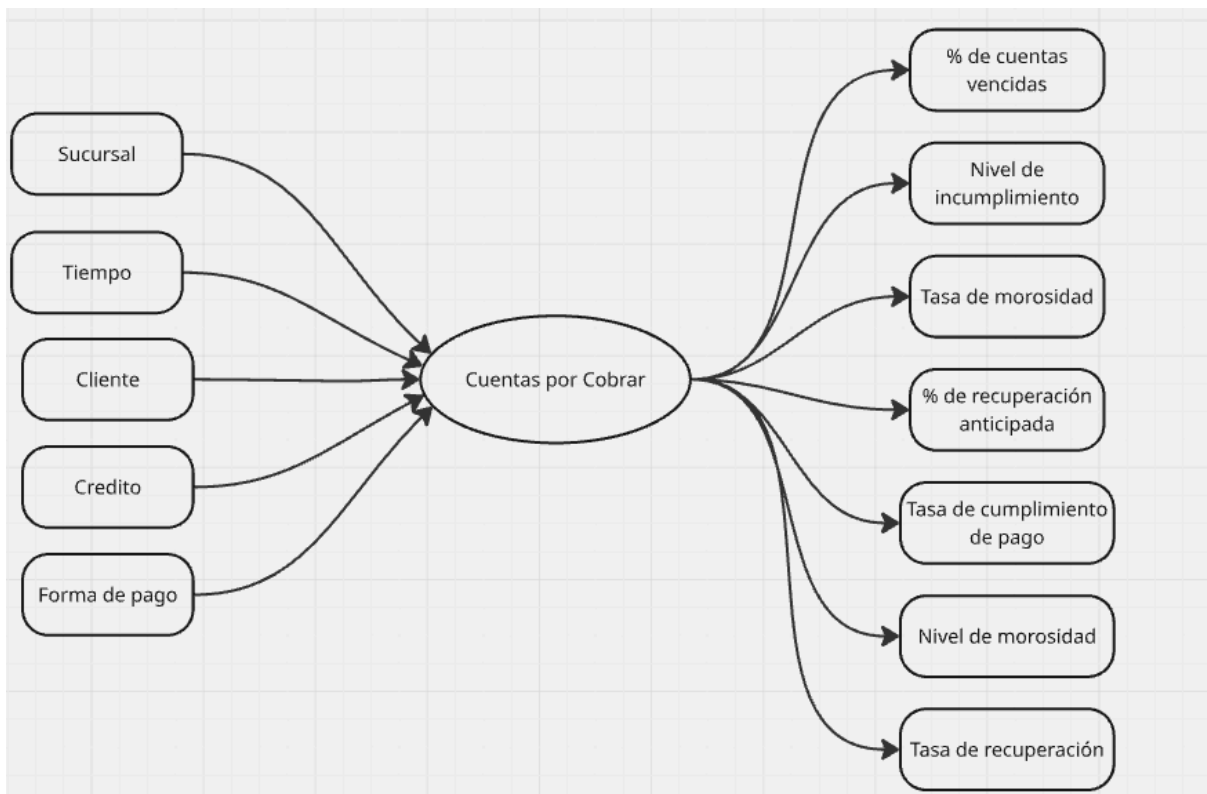 Sucursal
Tiempo
Cliente
Credito
Forma de pago
Cuentas por Cobrar
% de cuentas
vencidas
Nivel de
incumplimiento
Tasa de morosidad
% de recuperación
anticipada
Tasa de cumplimiento
de pago
Nivel de morosidad
Tasa de recuperación